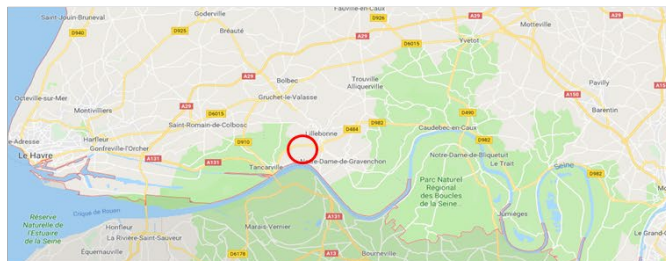 Saint-Jouin-Bruneval
Goderville
Fauville-en-Caux
D926
Motteville
D940
D925
Bréauté
A29
A29
D6015
Yvetot
A29
Bolbec
Trouville
Alliquerville
Pavilly
Octeville-sur-Mer
Gruchet-le-Valasse
A150
A15
Montivilliers
D6015
D490
Barentin
Saint-Romain-de-Colbosc
Lillebonne
D982
D484
Caudebec-en-Caux
e-Adresse
Harfleur
D910
D982
Le Havre
Gonfreville-l'Orcher
A131
Notre-Dame-de-Gravenchon
Notre-Dame-de-Bliquetuit
Tancarville
Le Trait
Seine
D982
Parc Naturel
Regional
des Boucles
de la Seine...
Réserve
Naturelle de
l'Estuaire
de la Seine
A131
Jumièges
Honfleur
Marais-Vernier
La Rivière-Saint-Sauveur
Équemauville
D6178
A13
Bourneville